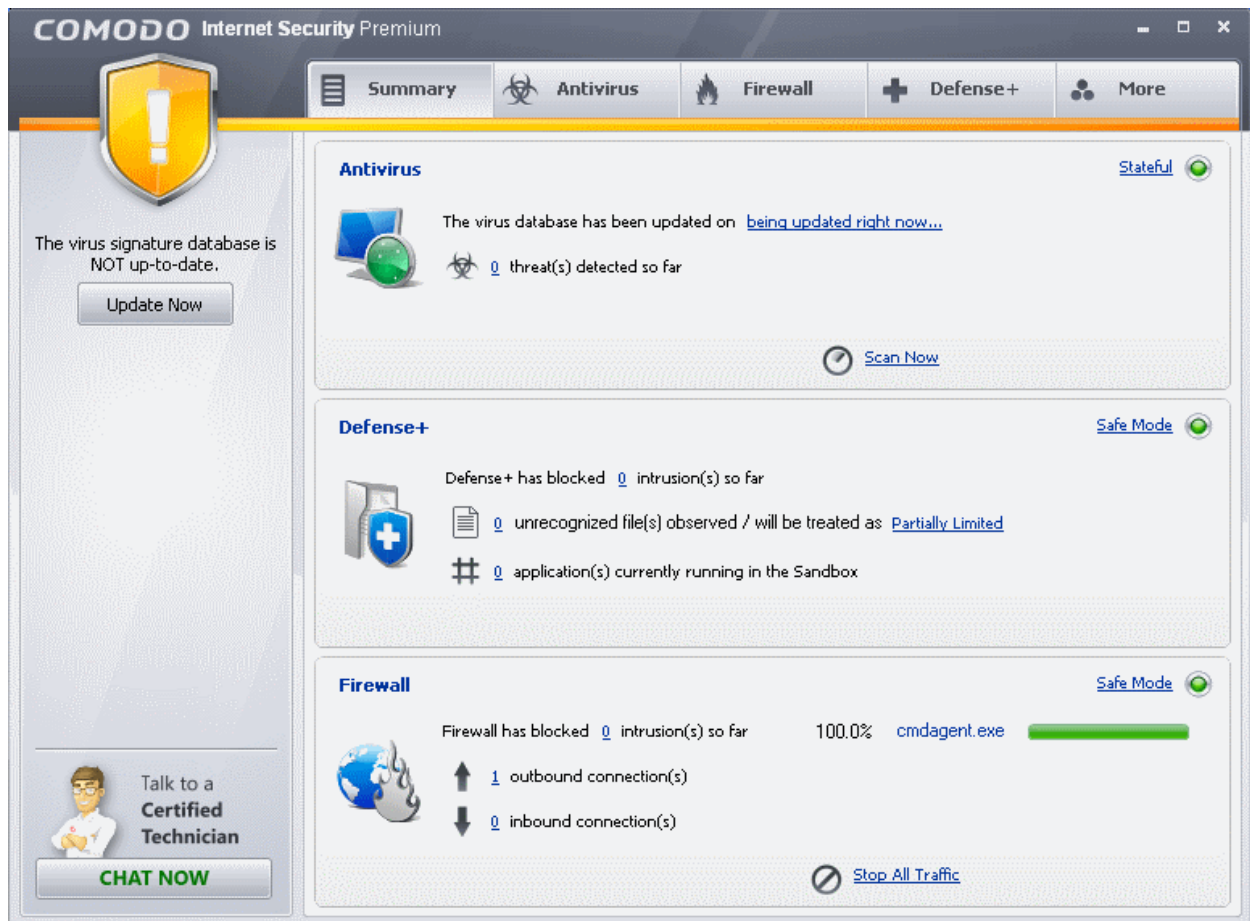 COMODO Internet Security Premium
Summary
Antivirus
Firewall
Defense+
More
The virus signature database is
NOT up-to-date.
Update Now
Talk to a
Certified
Technician
CHAT NOW
Antivirus
Stateful
The virus database has been updated on being updated right now...
0 threat(s) detected so far
Scan Now
Defense+
Safe Mode
Defense+ has blocked 0 intrusion(s) so far
0 unrecognized file(s) observed / will be treated as Partially Limited
0 application(s) currently running in the Sandbox
Firewall
Safe Mode
Firewall has blocked 0 intrusion(s) so far
100.0% cmdagent.exe
1 outbound connection(s)
0 inbound connection(s)
Stop All Traffic